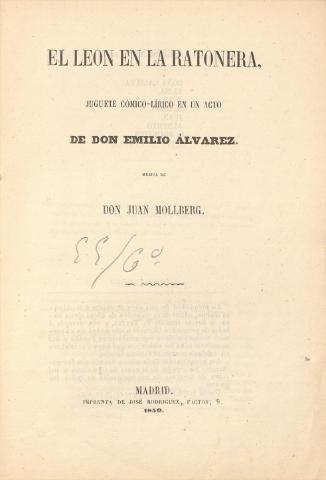 EL LEON EN LA RATONERA,
JUGUETE CÓMICO-LÍRICO EN UN ACTO
DE DON EMILIO ÁLVAREZ.
MUSICA DE
DON JUAN MOLLBERG.
MADRID.
IMPRENTA DE JOSÉ RODRIGUEZ, FACTOR, 9.
1859.